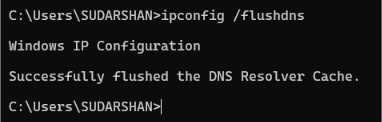 C:\Users\SUDARSHAN>ipconfig /flushdns
Windows IP Configuration
Successfully flushed the DNS Resolver Cache.
C:\Users\SUDARSHAN>